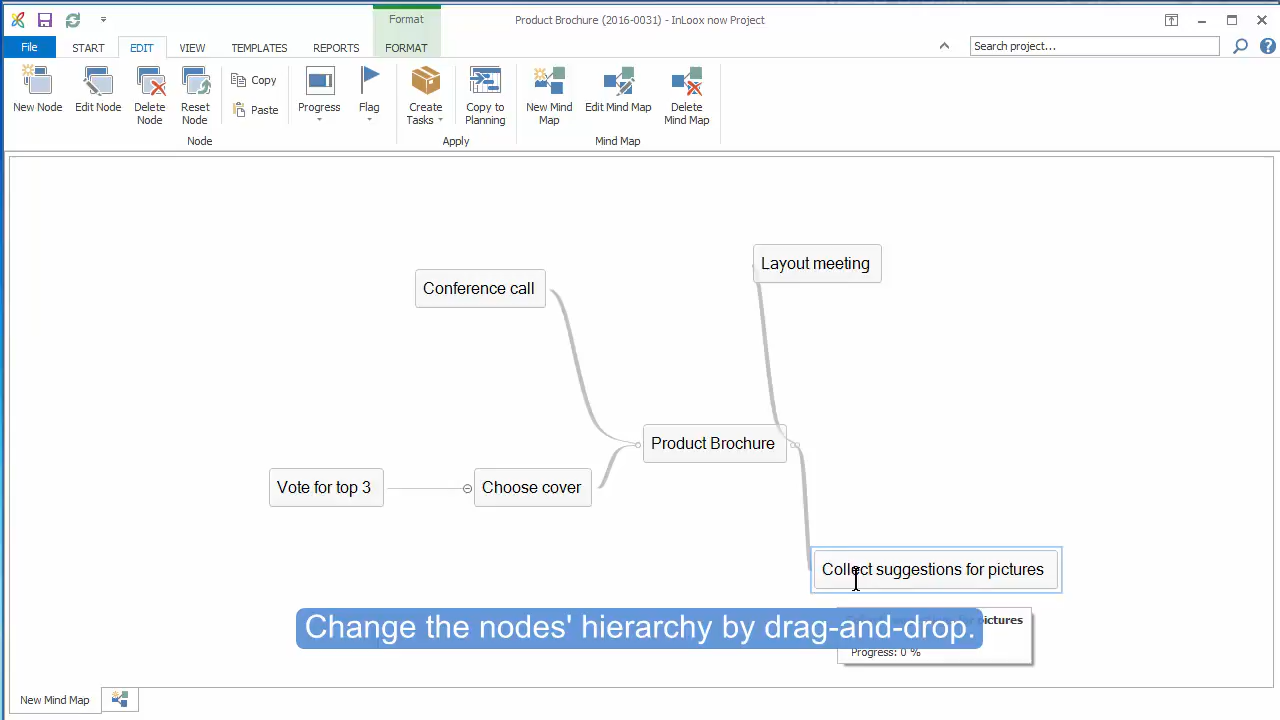 Format
Product Brochure (2016-0031) - InLoox now Project
File
START
EDIT
VIEW
TEMPLATES
REPORTS
FORMAT
Search project...
New Node
Edit Node
Delete
Node
Reset
Node
Copy
Paste
Progress
Flag
Create
Tasks
Copy to
Planning
New Mind
Map
Edit Mind Map
Delete
Mind Map
Node
Apply
Mind Map
Layout meeting
Conference call
Product Brochure
Vote for top 3
Choose cover
Collect suggestions for pictures
Change the nodes' hierarchy by drag-and-drop.
pictures
Progress: 0 %
New Mind Map